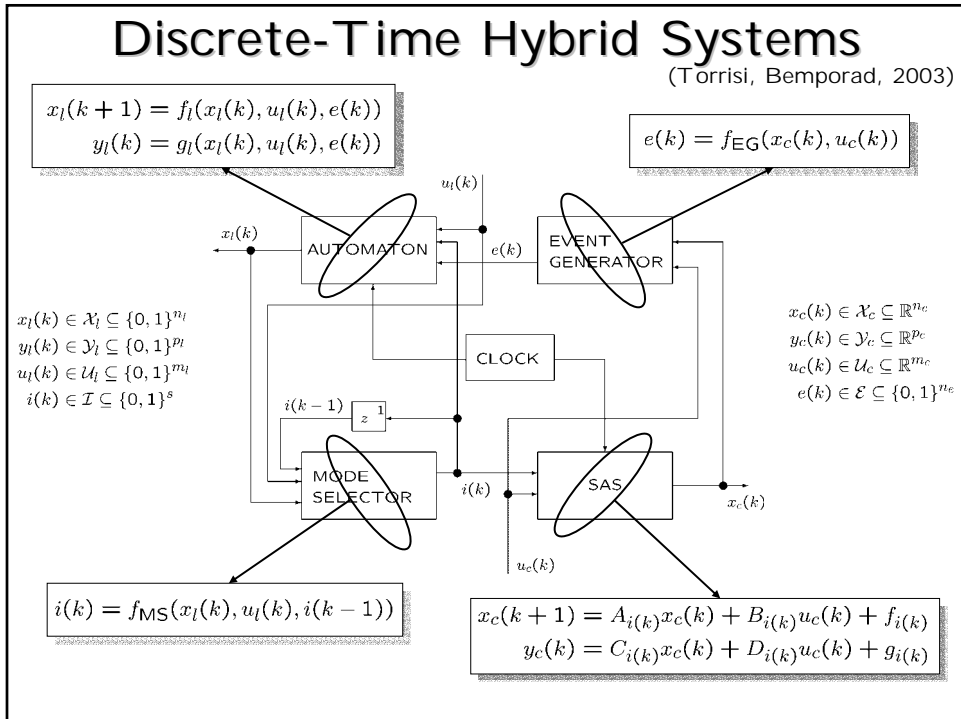 Discrete-Time Hybrid Systems
(Torrisi, Bemporad, 2003)
x_l(k + 1) = f_l(x_l(k), u_l(k), e(k))
y_l(k) = g_l(x_l(k), u_l(k), e(k))
e(k) = f_EG(x_c(k), u_c(k))
u_l(k)
x_l(k)
AUTOMATON
e(k)
EVENT
GENERATOR
x_l(k) ∈ 𝒳_l ⊆ {0, 1}^{n_l}
y_l(k) ∈ 𝒴_l ⊆ {0, 1}^{p_l}
u_l(k) ∈ 𝒰_l ⊆ {0, 1}^{m_l}
i(k) ∈ ℐ ⊆ {0, 1}^s
CLOCK
x_c(k) ∈ 𝒳_c ⊆ ℝ^{n_c}
y_c(k) ∈ 𝒴_c ⊆ ℝ^{p_c}
u_c(k) ∈ 𝒰_c ⊆ ℝ^{m_c}
e(k) ∈ ℰ ⊆ {0, 1}^{n_e}
i(k − 1)
z^1
MODE
SELECTOR
i(k)
SAS
x_c(k)
u_c(k)
i(k) = f_MS(x_l(k), u_l(k), i(k − 1))
x_c(k + 1) = A_{i(k)}x_c(k) + B_{i(k)}u_c(k) + f_{i(k)}
y_c(k) = C_{i(k)}x_c(k) + D_{i(k)}u_c(k) + g_{i(k)}